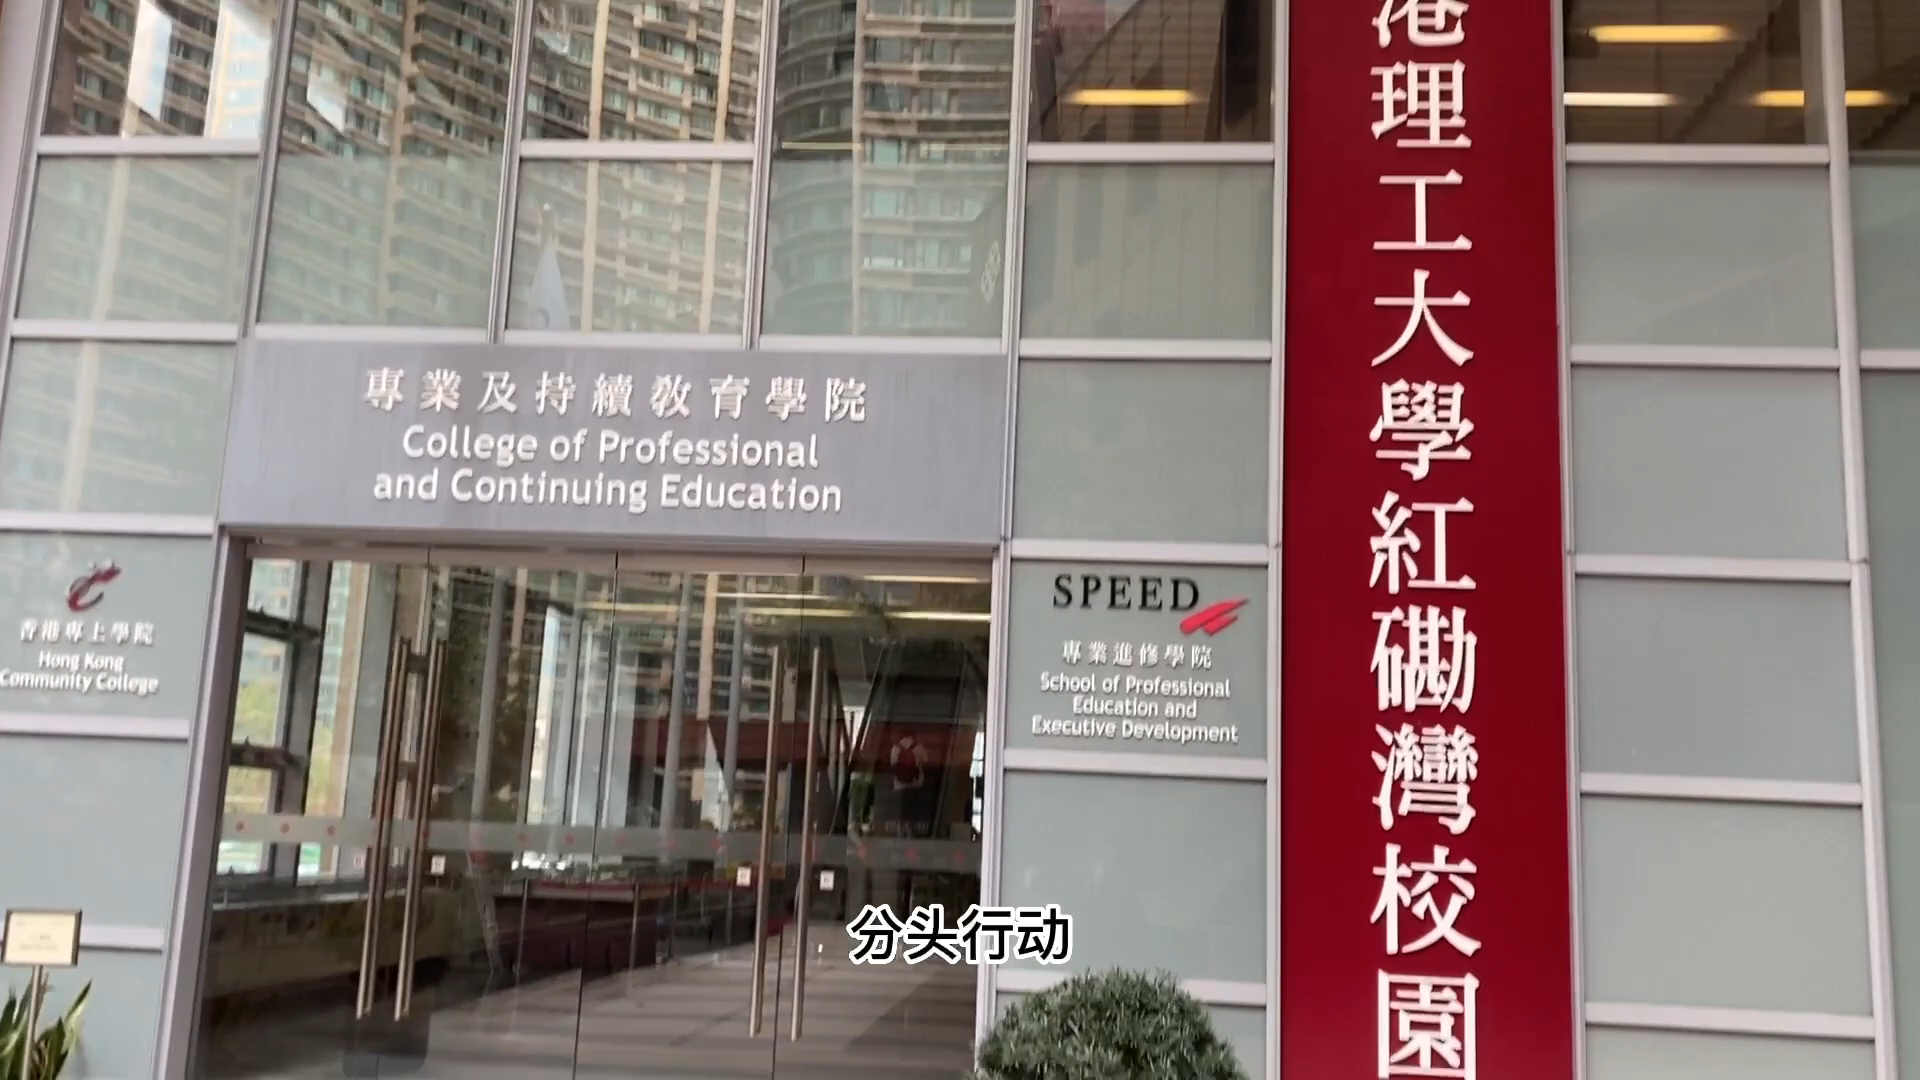 專業及持續教育學院
College of Professional
and Continuing Education
香港專上學院
Hong Kong
Community College
SPEED
專業進修學院
School of Professional
Education and
Executive Development
港理工大學紅磡灣校園
分头行动